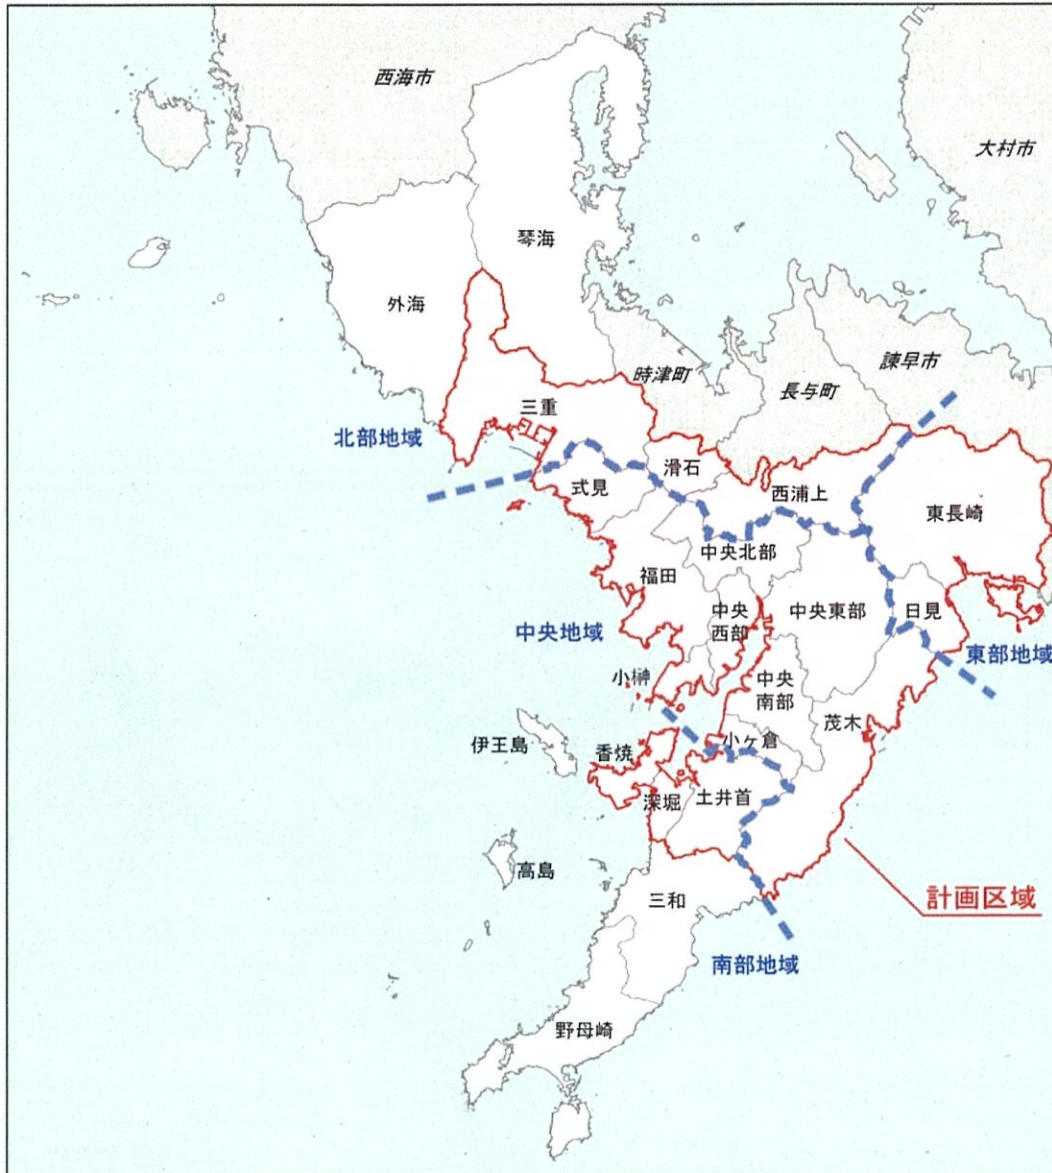 西海市
大村市
琴海
外海
時津町
長与町
諫早市
三重
北部地域
滑石
式見
西浦上
東長崎
中央北部
福田
中央
西部
中央東部
日見
中央地域
東部地域
小榊
中央
南部
茂木
伊王島
香焼
小ヶ倉
深堀
土井首
高島
三和
計画区域
南部地域
野母崎